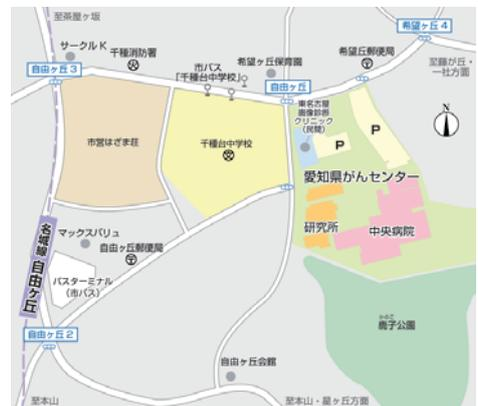 至茶屋ヶ坂
希望ヶ丘4
サークルK
千種消防署
希望ヶ丘保育園
希望丘郵便局
市バス
「千種台中学校」
自由ヶ丘3
自由ヶ丘
至藤が丘・
一社方面
東名古屋
画像診断
クリニック
(民間)
P
P
N
市営はざま荘
千種台中学校
愛知県がんセンター
研究所
中央病院
名城線 自由ヶ丘
マックスバリュ
自由ヶ丘郵便局
バスターミナル
(市バス)
かのこ
鹿子公園
自由ヶ丘2
自由ヶ丘会館
至本山
至本山・星ヶ丘方面